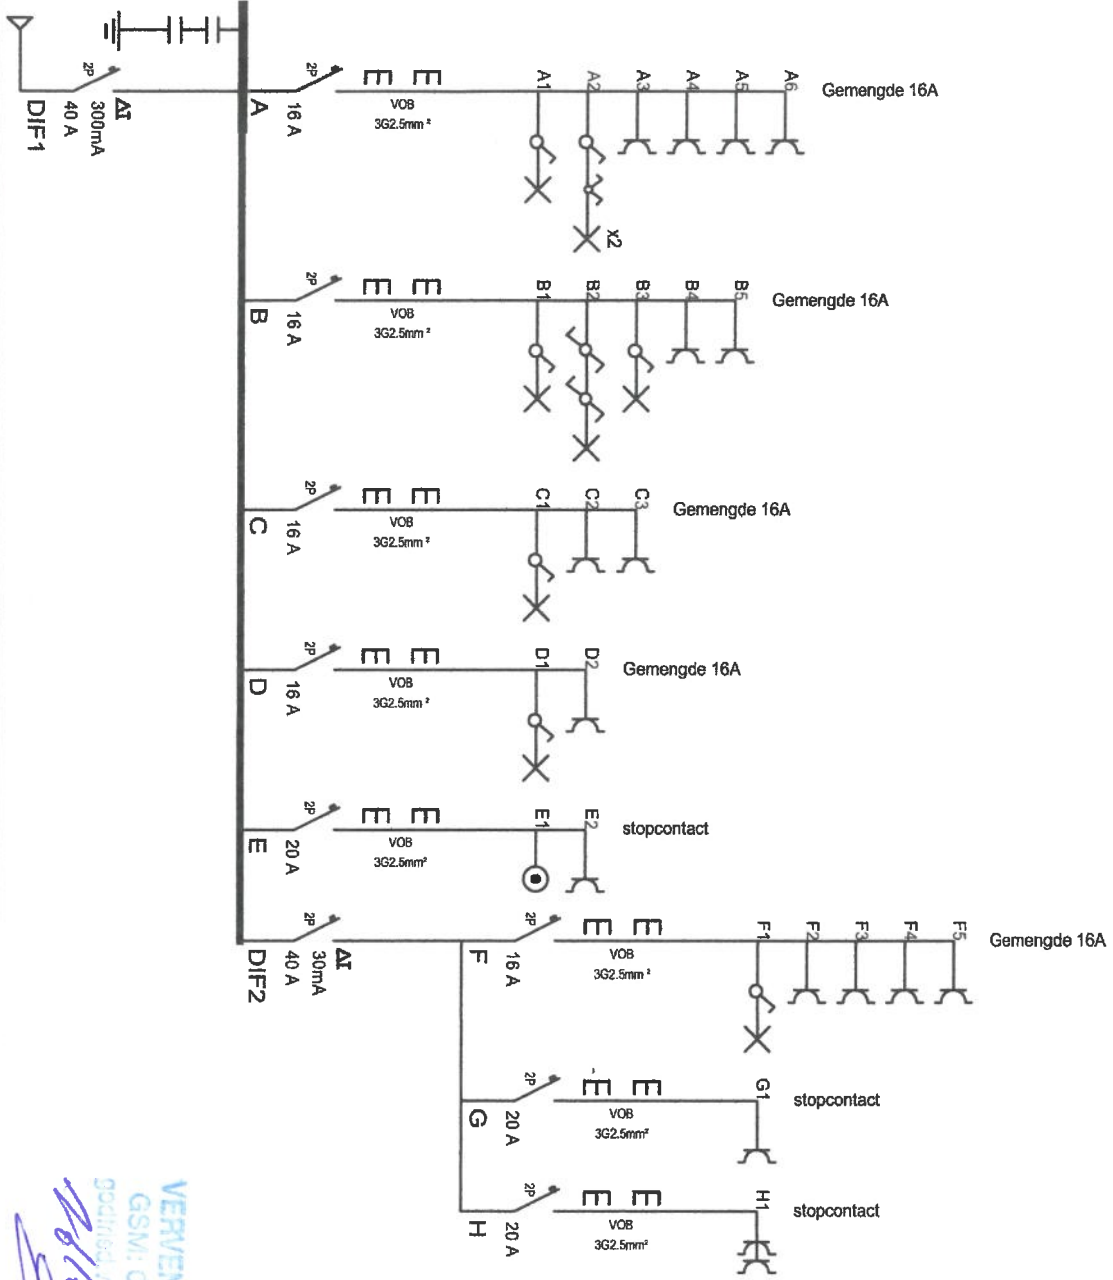 DIF1
2P
40 A
300mA
ΔI
A
2P
16 A
VOB
3G2.5mm²
A1
A2
A3
A4
A5
A6
x2
Gemengde 16A
B
2P
16 A
VOB
3G2.5mm²
B1
B2
B3
B4
B5
Gemengde 16A
C
2P
16 A
VOB
3G2.5mm²
C1
C2
C3
Gemengde 16A
D
2P
16 A
VOB
3G2.5mm²
D1
D2
Gemengde 16A
E
2P
20 A
VOB
3G2.5mm²
E1
E2
stopcontact
DIF2
2P
40 A
30mA
ΔI
F
2P
16 A
VOB
3G2.5mm²
F1
F2
F3
F4
F5
Gemengde 16A
G
2P
20 A
VOB
3G2.5mm²
G1
stopcontact
H
2P
20 A
VOB
3G2.5mm²
H1
stopcontact
GSM: